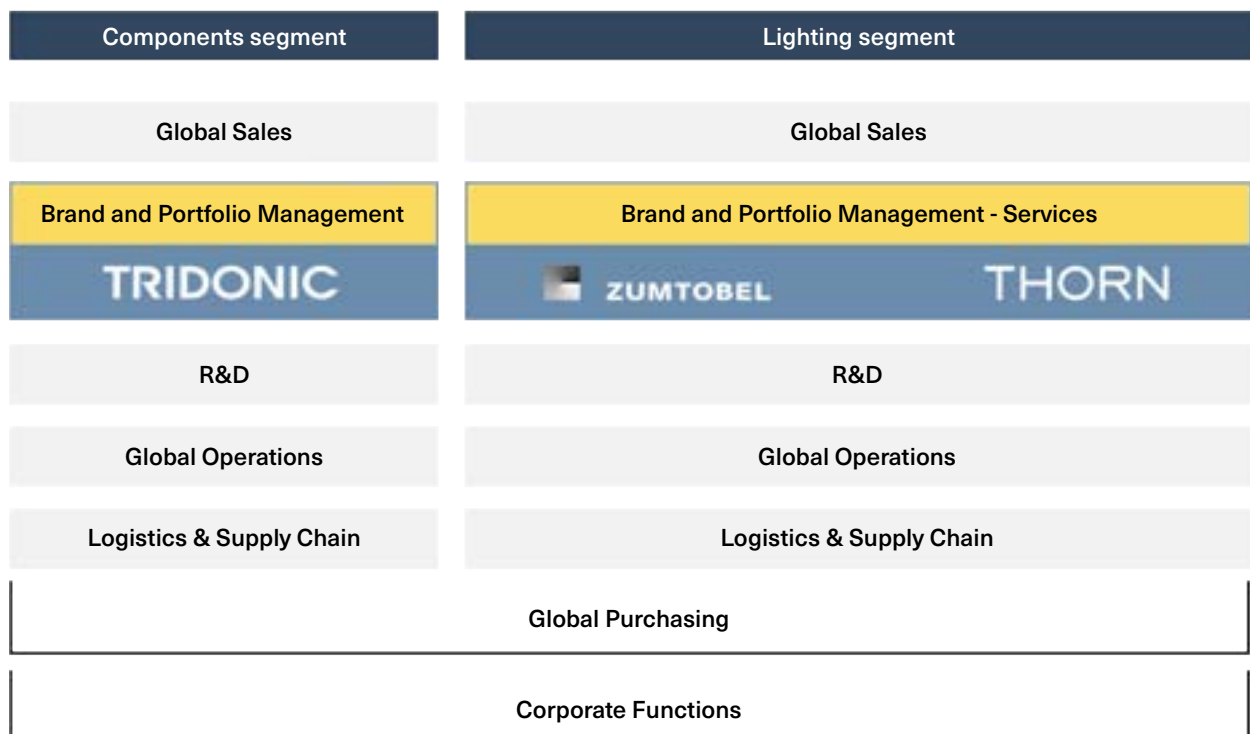 Components segment
Lighting segment
Global Sales
Global Sales
Brand and Portfolio Management
Brand and Portfolio Management - Services
TRIDONIC
ZUMTOBEL
THORN
R&D
R&D
Global Operations
Global Operations
Logistics & Supply Chain
Logistics & Supply Chain
Global Purchasing
Corporate Functions